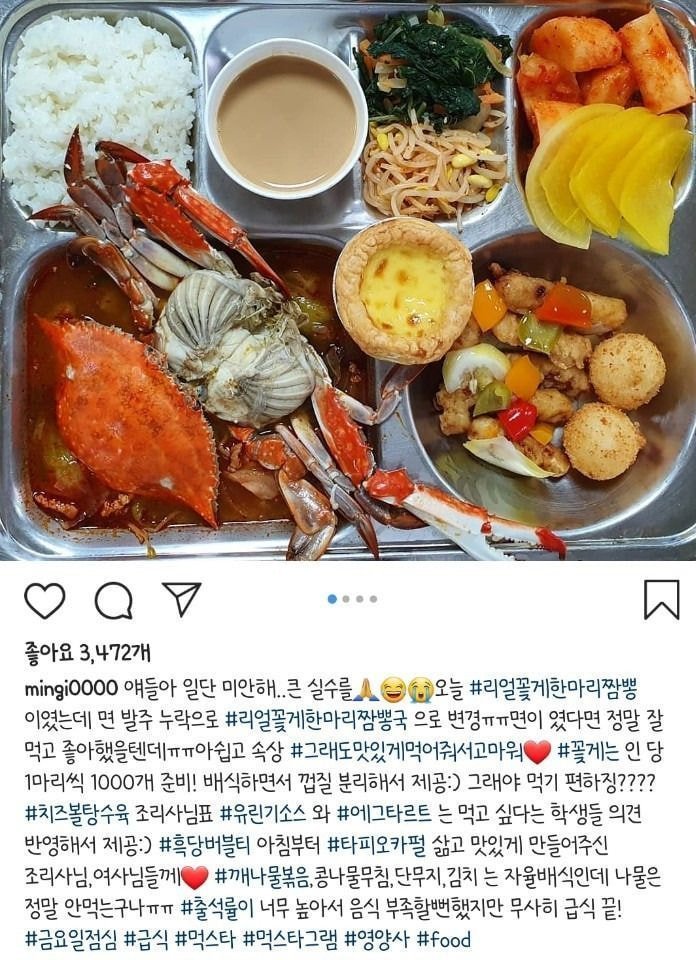 좋아요 3,472개
mingi0000 얘들아 일단 미안해..큰 실수를🙏😂😭오늘 #리얼꽃게한마리짬뽕
이였는데 면 발주 누락으로 #리얼꽃게한마리짬뽕국 으로 변경ㅠㅠ면이 였다면 정말 잘
먹고 좋아했을텐데ㅠㅠ아쉽고 속상 #그래도맛있게먹어줘서고마워❤️ #꽃게는 인 당
1마리씩 1000개 준비! 배식하면서 껍질 분리해서 제공:) 그래야 먹기 편하징????
#치즈볼탕수육 조리사님표 #유린기소스 와 #에그타르트 는 먹고 싶다는 학생들 의견
반영해서 제공:) #흑당버블티 아침부터 #타피오카펄 삶고 맛있게 만들어주신
조리사님,여사님들께❤️ #깨나물볶음,콩나물무침,단무지,김치 는 자율배식인데 나물은
정말 안먹는구나ㅠㅠ #출석률이 너무 높아서 음식 부족할뻔했지만 무사히 급식 끝!
#금요일점심 #급식 #먹스타 #먹스타그램 #영양사 #food